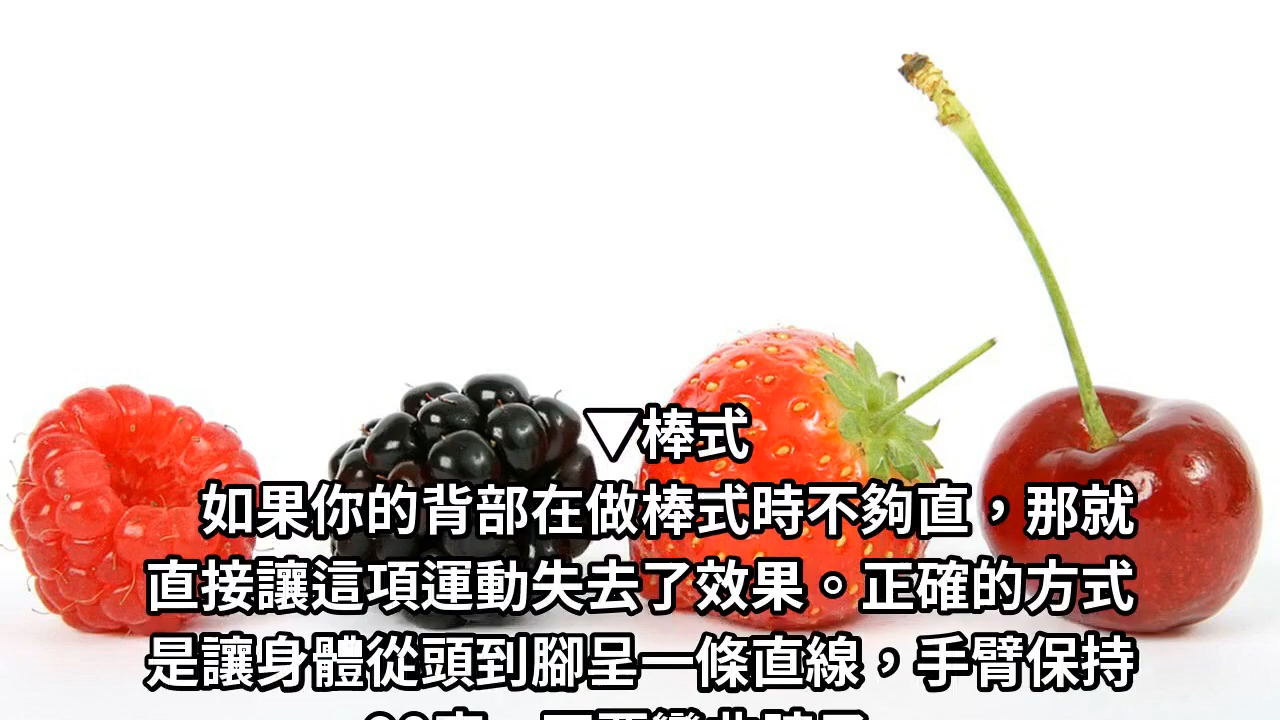 ▼棒式
如果你的背部在做棒式時不夠直，那就
直接讓這項運動失去了效果。正確的方式
是讓身體從頭到腳呈一條直線，手臂保持